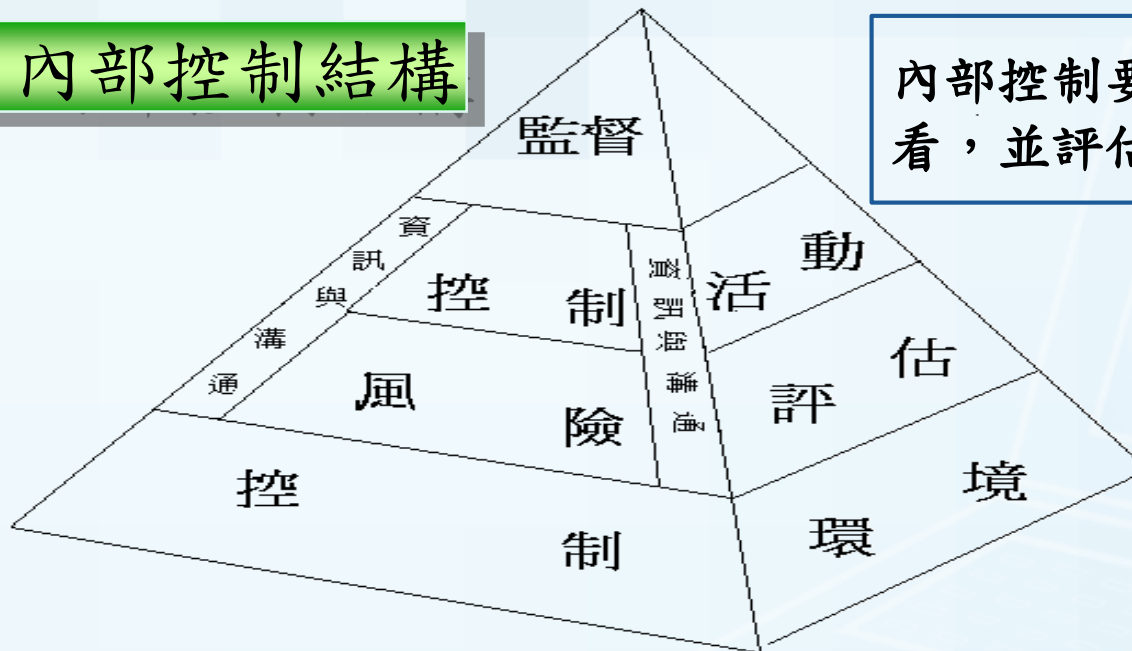 內部控制結構
內部控制要
看，並評估
監督
資訊與溝通
控制
資訊與溝通
活動
風險
評估
控制
環境